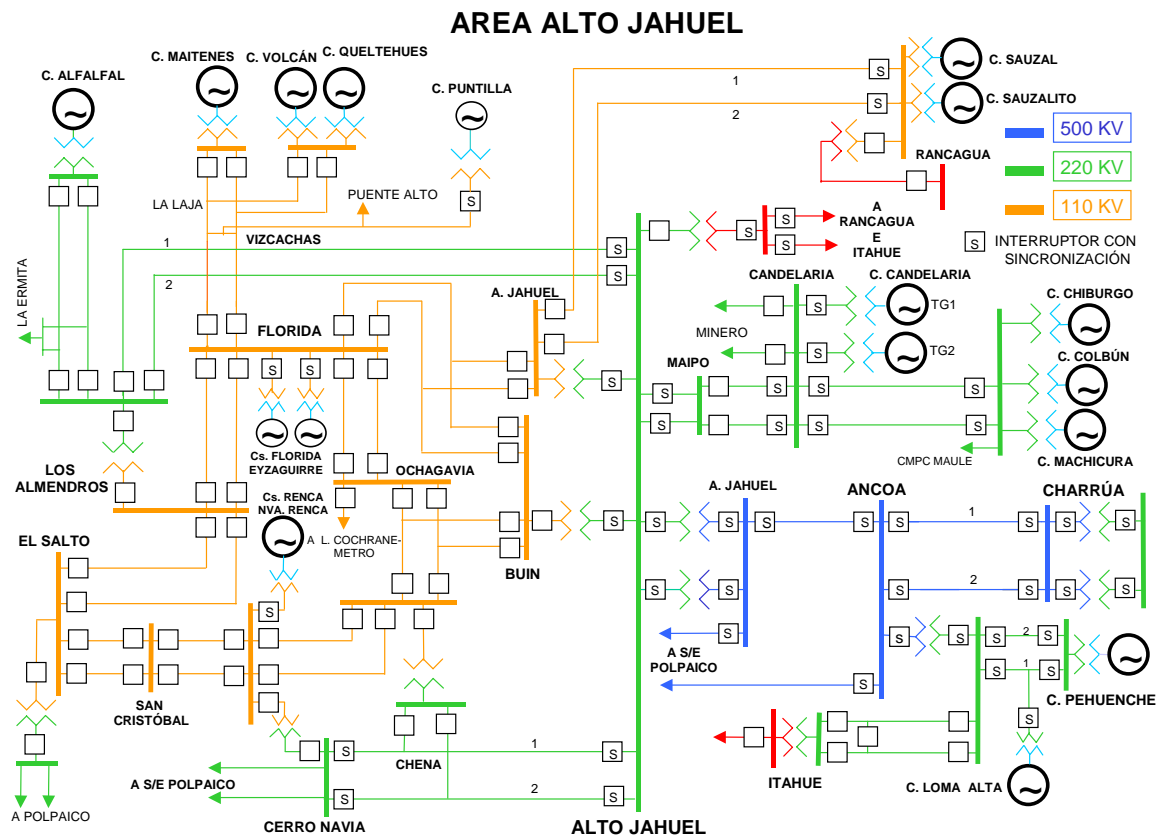 AREA ALTO JAHUEL
C. ALFALFAL
C. MAITENES
C. VOLCÁN
C. QUELTEHUES
C. PUNTILLA
1
2
S
S
S
S
C. SAUZAL
C. SAUZALITO
RANCAGUA
500 KV
220 KV
110 KV
S
INTERRUPTOR CON
SINCRONIZACIÓN
LA LAJA
PUENTE ALTO
VIZCACHAS
S
1
2
S
S
S
S
S
A
RANCAGUA
E
ITAHUE
LA ERMITA
FLORIDA
S
S
Cs. FLORIDA
EYZAGUIRRE
A. JAHUEL
S
S
S
S
CANDELARIA
C. CANDELARIA
TG1
TG2
S
S
MINERO
MAIPO
S
S
S
S
S
S
S
S
C. CHIBURGO
C. COLBÚN
C. MACHICURA
S
S
S
S
CMPC MAULE
LOS
ALMENDROS
OCHAGAVIA
Cs. RENCA
NVA. RENCA
A L. COCHRANE-
METRO
BUIN
S
S
S
S
S
A. JAHUEL
S
S
A S/E
POLPAICO
ANCOA
S
S
S
S
S
1
2
CHARRÚA
S
S
S
S
S
S
EL SALTO
S
S
SAN
CRISTÓBAL
CHENA
S
S
1
2
S
S
A S/E POLPAICO
A POLPAICO
CERRO NAVIA
ALTO JAHUEL
S
S
S
2
1
S
S
S
C. PEHUENCHE
C. LOMA ALTA
ITAHUE